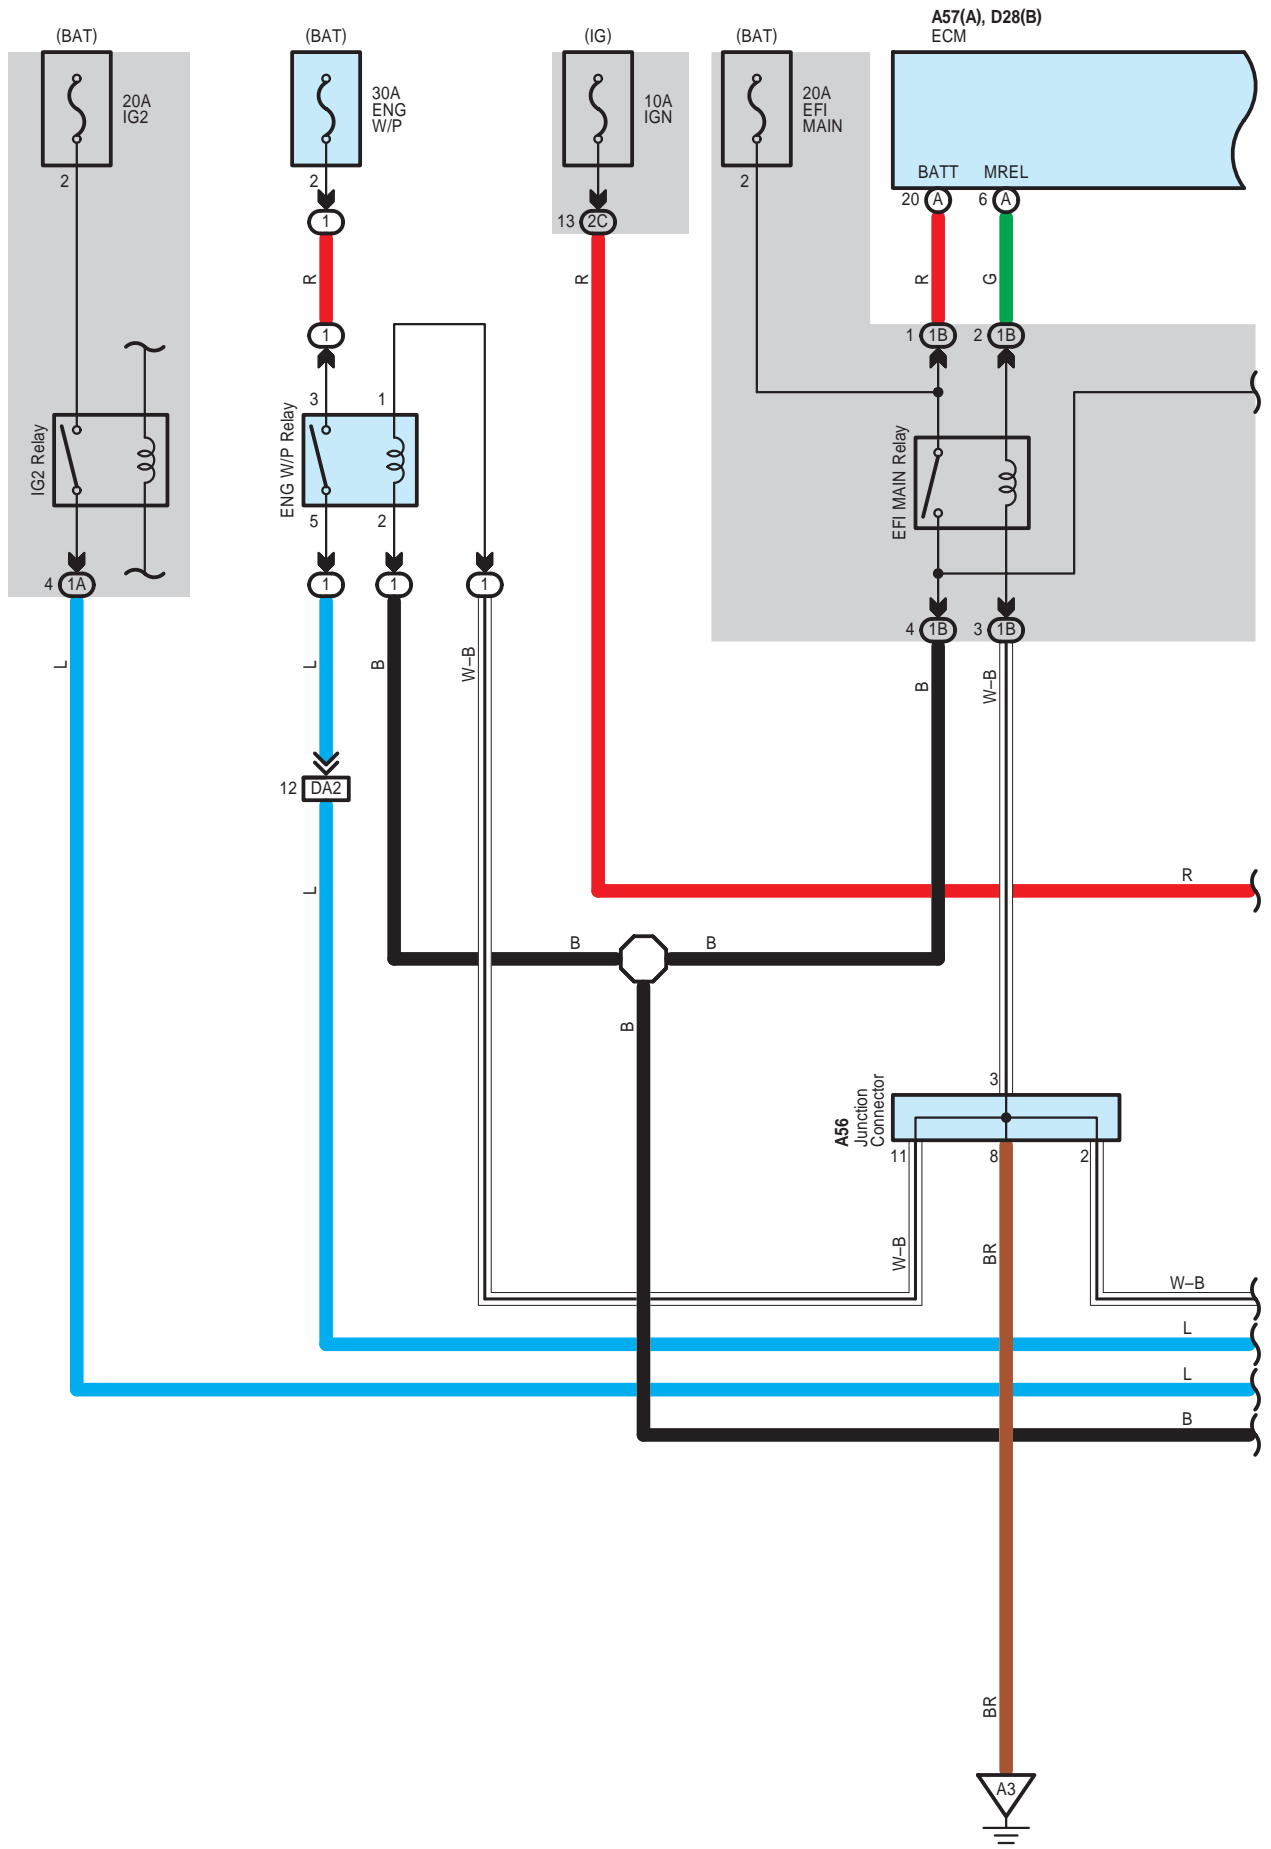 A57(A), D28(B)
ECM
(BAT)
(BAT)
(IG)
(BAT)
20A
IG2
30A
ENG
W/P
10A
IGN
20A
EFI
MAIN
BATT
MREL
2
2
2
20
A
6
A
1
13
2C
R
R
R
G
1
1
1B
2
1B
3
1
IG2 Relay
ENG W/P Relay
EFI MAIN Relay
5
2
4
1A
1
1
1
4
1B
3
1B
L
L
B
W–B
B
W–B
12
DA2
L
R
B
B
B
3
A56
Junction
Connector
11
8
2
W–B
BR
W–B
L
L
B
BR
A3